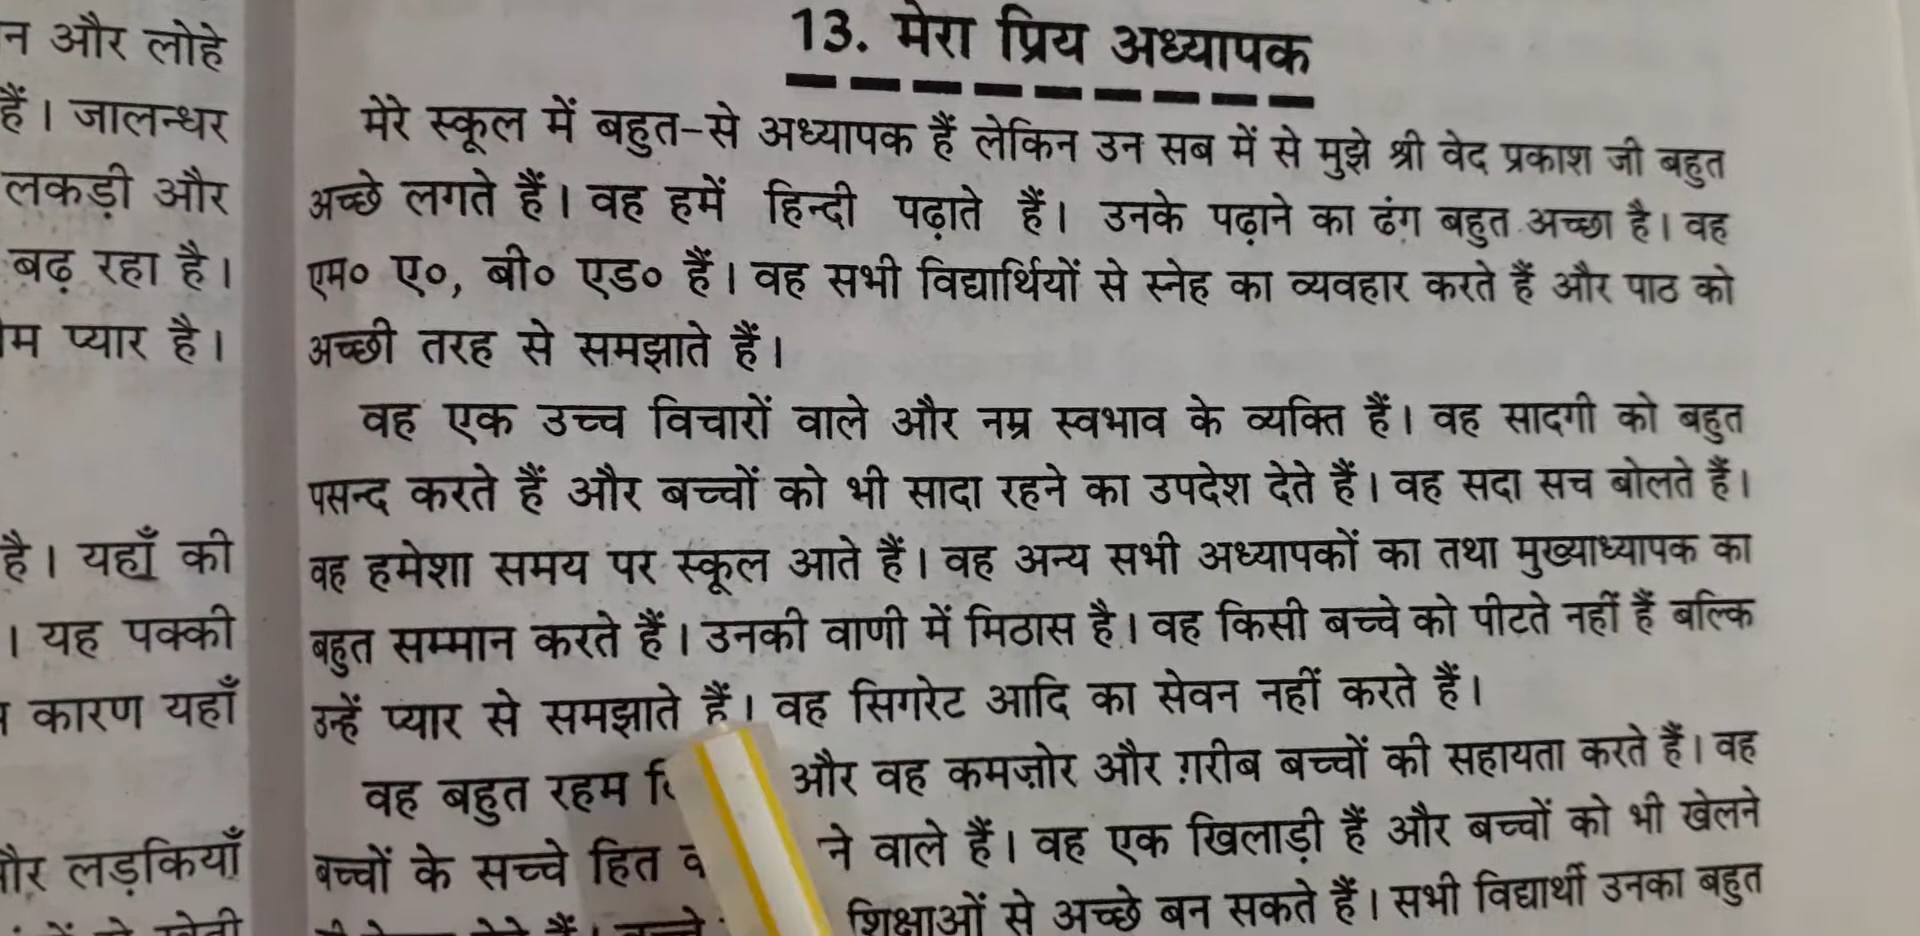 न और लोहे
हैं। जालन्धर
लकड़ी और
बढ़ रहा है।
प्यार है।
है। यहाँ की
। यह पक्की
कारण यहाँ
लड़कियाँ
13. मेरा प्रिय अध्यापक
मेरे स्कूल में बहुत-से अध्यापक हैं लेकिन उन सब में से मुझे श्री वेद प्रकाश जी बहुत
अच्छे लगते हैं। वह हमें हिन्दी पढ़ाते हैं। उनके पढ़ाने का ढंग बहुत अच्छा है। वह
एम० ए०, बी० एड० हैं। वह सभी विद्यार्थियों से स्नेह का व्यवहार करते हैं और पाठ को
अच्छी तरह से समझाते हैं।
वह एक उच्च विचारों वाले और नम्र स्वभाव के व्यक्ति हैं। वह सादगी को बहुत
पसन्द करते हैं और बच्चों को भी सादा रहने का उपदेश देते हैं। वह सदा सच बोलते हैं।
वह हमेशा समय पर स्कूल आते हैं। वह अन्य सभी अध्यापकों का तथा मुख्याध्यापक का
बहुत सम्मान करते हैं। उनकी वाणी में मिठास है। वह किसी बच्चे को पीटते नहीं हैं बल्कि
उन्हें प्यार से समझाते हैं। वह सिगरेट आदि का सेवन नहीं करते हैं।
वह बहुत रहम और वह कमज़ोर और ग़रीब बच्चों की सहायता करते हैं। वह
बच्चों के सच्चे हित ने वाले हैं। वह एक खिलाड़ी हैं और बच्चों को भी खेलने
शिक्षाओं से अच्छे बन सकते हैं। सभी विद्यार्थी उनका बहुत